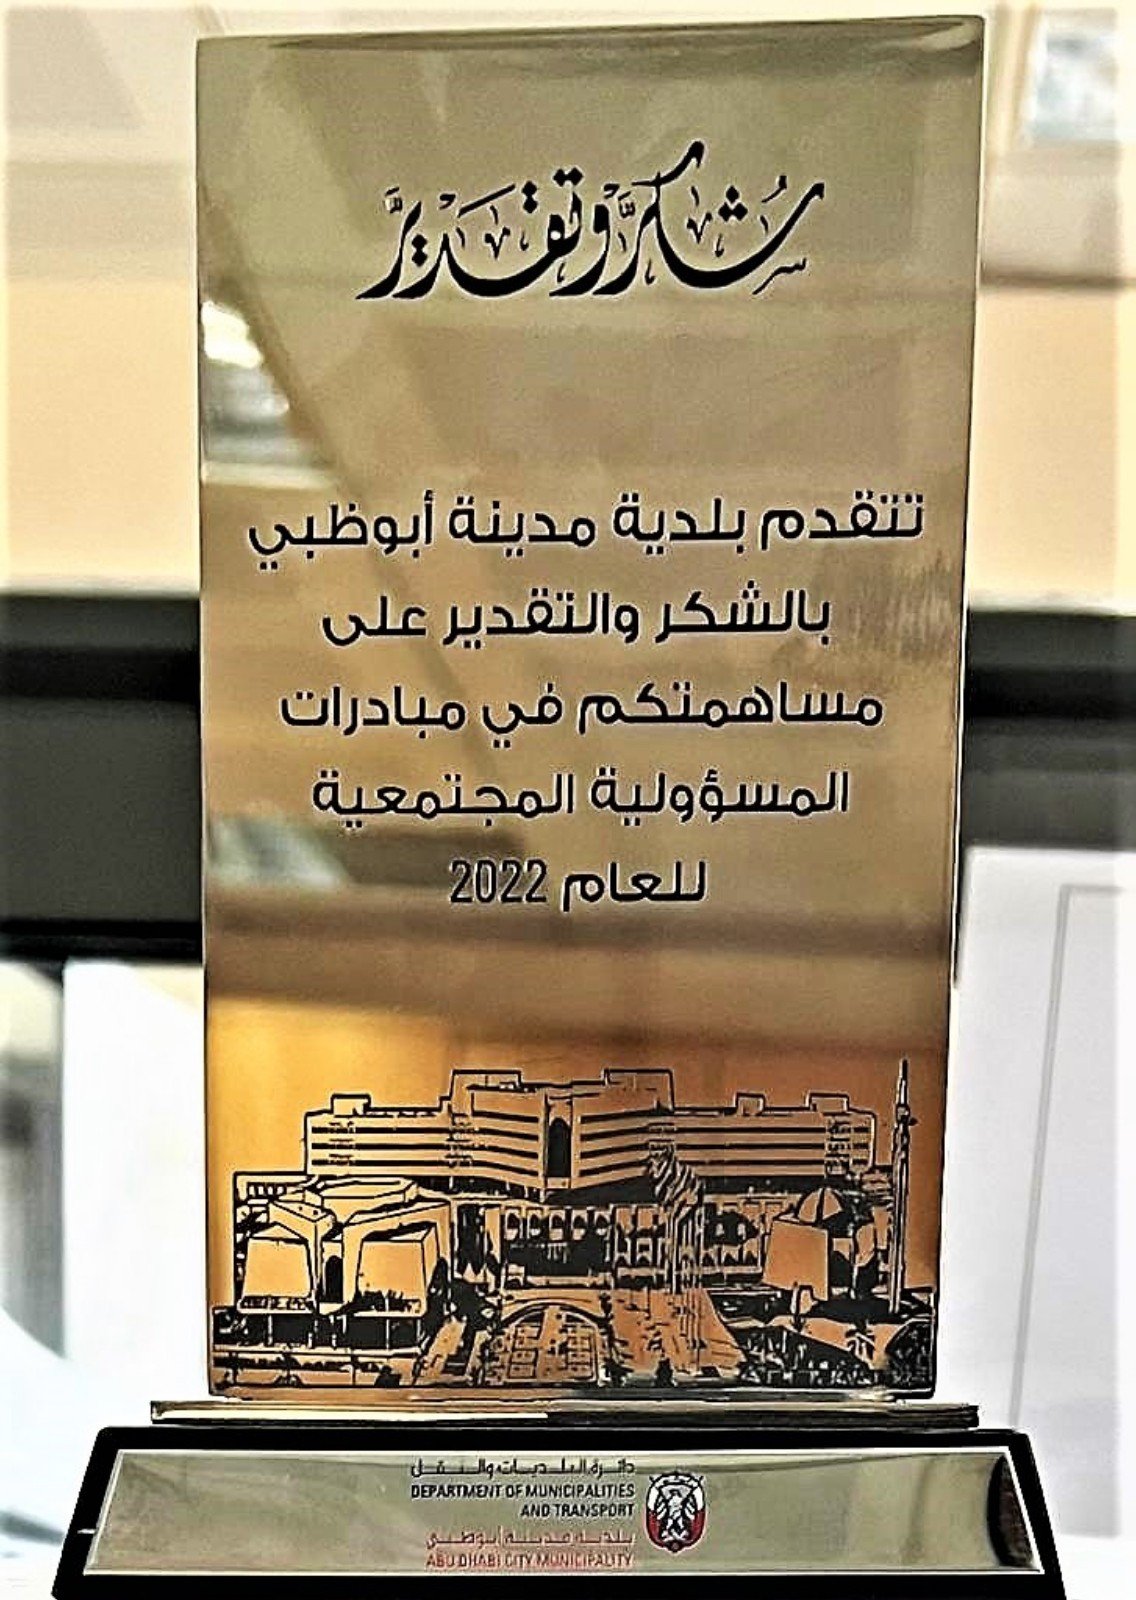 شكر وتقدير
تتقدم بلدية مدينة أبوظبي
بالشكر والتقدير على
مساهمتكم في مبادرات
المسؤولية المجتمعية
للعام 2022
دائرة البلديات والنقل
DEPARTMENT OF MUNICIPALITIES
AND TRANSPORT
بلدية مدينة أبوظبي
ABU DHABI CITY MUNICIPALITY